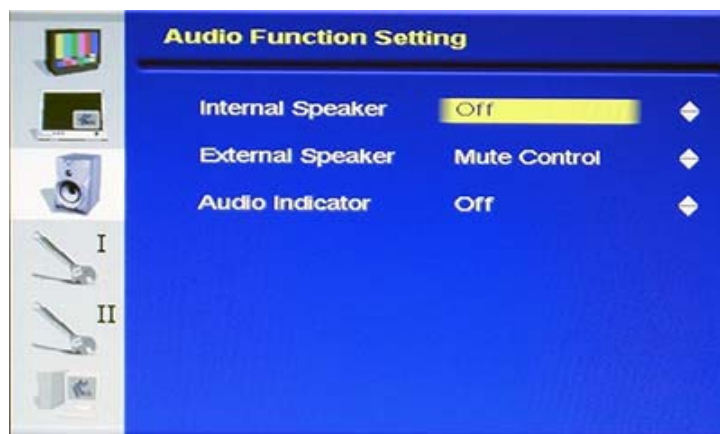 Audio Function Setting
Internal Speaker Off
External Speaker Mute Control
Audio Indicator Off
I
II